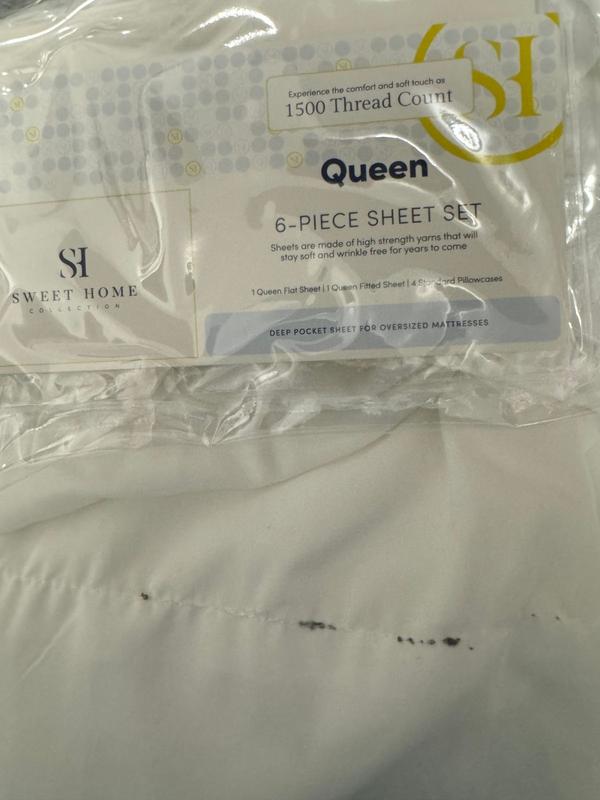 Experience the comfort and soft touch as
1500 Thread Count
SH
Queen
6-PIECE SHEET SET
Sheets are made of high strength yarns that will
stay soft and wrinkle free for years to come
1 Queen Flat Sheet | 1 Queen Fitted Sheet | 4 Standard Pillowcases
DEEP POCKET SHEET FOR OVERSIZED MATTRESSES
SH
SWEET HOME
COLLECTION